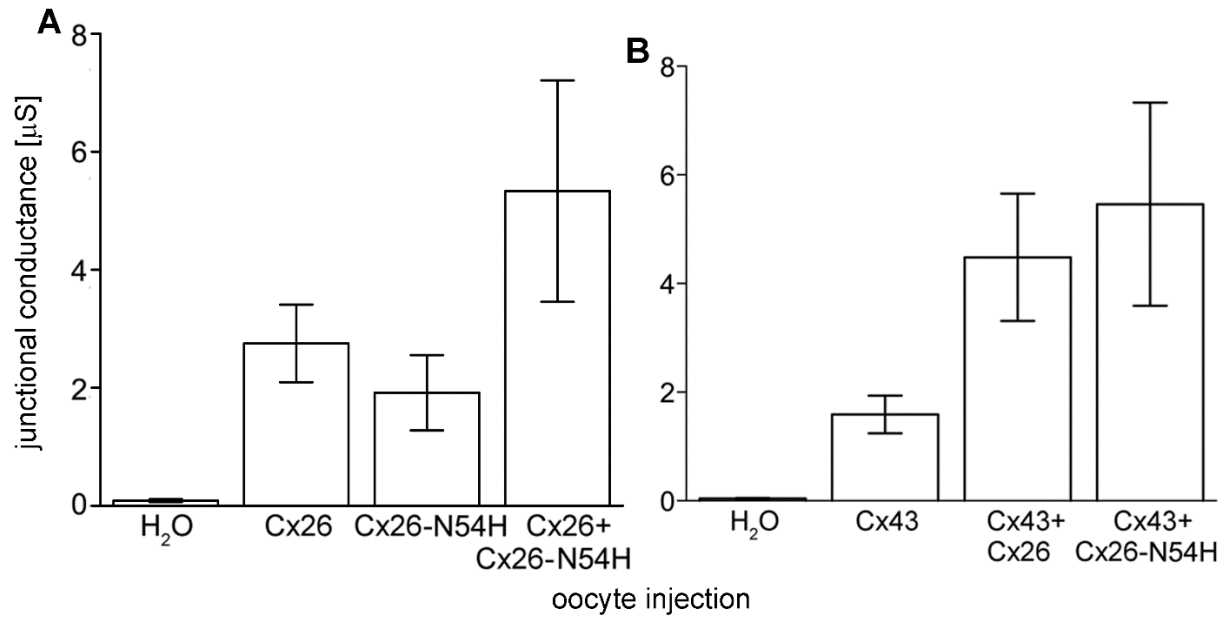 A
B
junctional conductance [μS]
8
6
4
2
0
H₂O
Cx26
Cx26-N54H
Cx26+
Cx26-N54H
8
6
4
2
0
H₂O
Cx43
Cx43+
Cx26
Cx43+
Cx26-N54H
oocyte injection